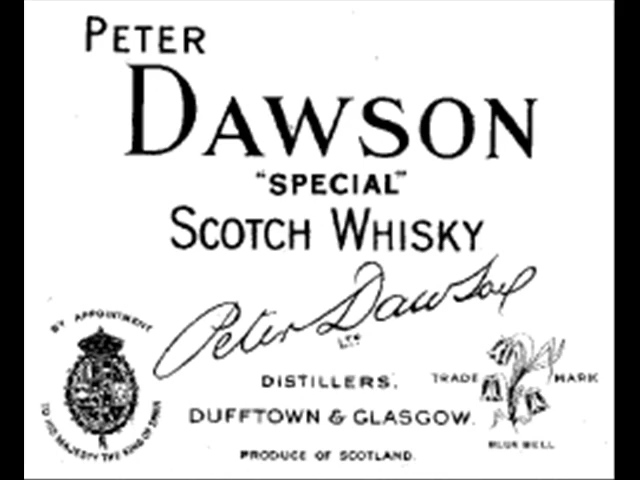 PETER
DAWSON
"SPECIAL"
SCOTCH WHISKY
Peter Dawson
LTD
DISTILLERS.
DUFFTOWN & GLASGOW.
PRODUCE OF SCOTLAND.
BY APPOINTMENT
TO HIS MAJESTY THE KING OF SPAIN
TRADE MARK
BLUE BELL